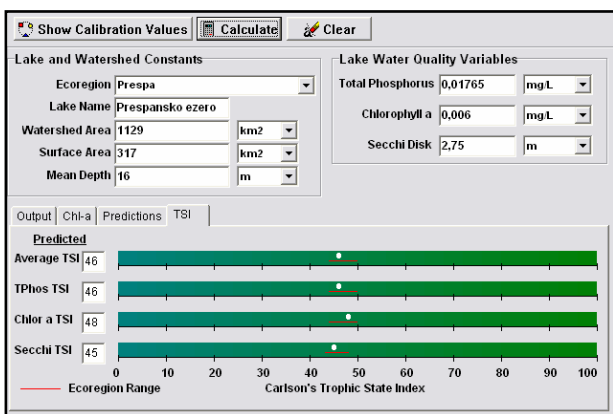 Show Calibration Values Calculate Clear
Lake and Watershed Constants
Ecoregion Prespa
Lake Name Prespansko ezero
Watershed Area 1129 km2
Surface Area 317 km2
Mean Depth 16 m
Lake Water Quality Variables
Total Phosphorus 0,01765 mg/L
Chlorophyll a 0,006 mg/L
Secchi Disk 2,75 m
Output Chl-a Predictions TSI
Predicted
Average TSI 46
TPhos TSI 46
Chlor a TSI 48
Secchi TSI 45
0 10 20 30 40 50 60 70 80 90 100
Ecoregion Range Carlson's Trophic State Index